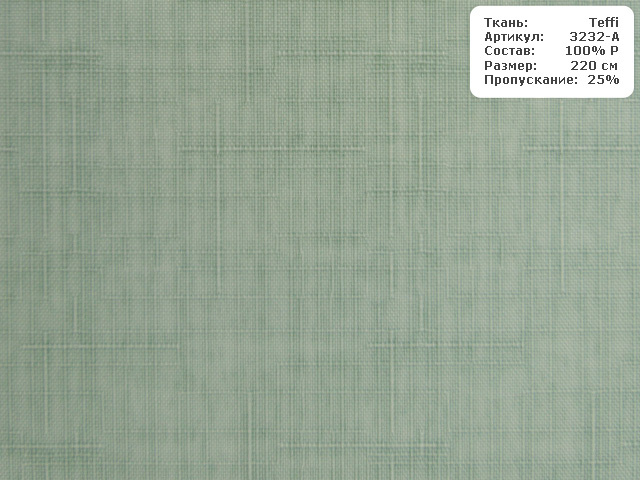 Ткань: Teffi
Артикул: 3232-A
Состав: 100% P
Размер: 220 см
Пропускание: 25%